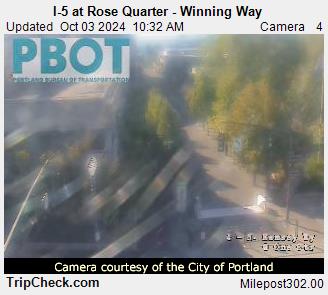 I-5 at Rose Quarter - Winning Way
Updated Oct 03 2024 10:32 AM Camera 4
PBOT
PORTLAND BUREAU OF TRANSPORTATION
Camera courtesy of the City of Portland
TripCheck.com Milepost302.00